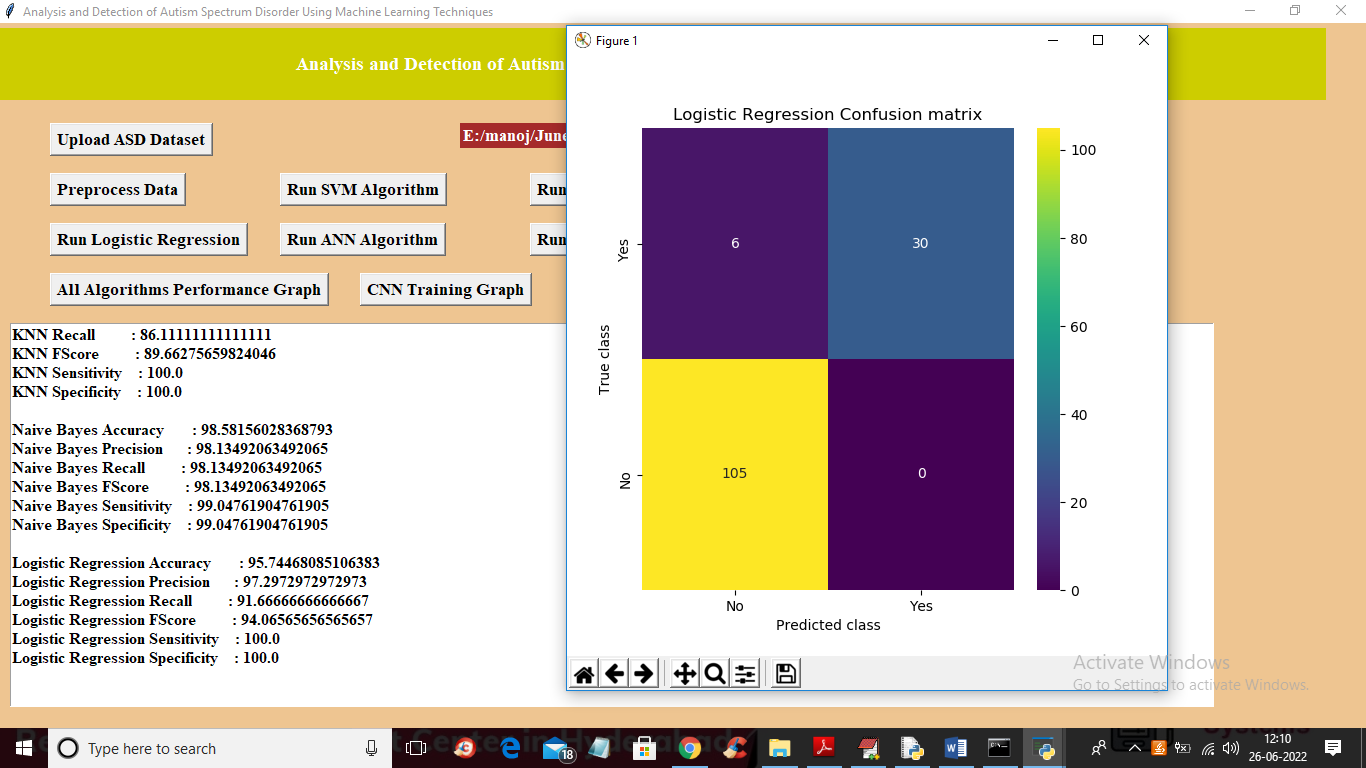 Analysis and Detection of Autism Spectrum Disorder Using Machine Learning Techniques
Analysis and Detection of Autism
Upload ASD Dataset
E:/manoj/June
Preprocess Data
Run SVM Algorithm
Run
Run Logistic Regression
Run ANN Algorithm
Run
All Algorithms Performance Graph
CNN Training Graph
KNN Recall : 86.11111111111111
KNN FScore : 89.66275659824046
KNN Sensitivity : 100.0
KNN Specificity : 100.0
Naive Bayes Accuracy : 98.58156028368793
Naive Bayes Precision : 98.13492063492065
Naive Bayes Recall : 98.13492063492065
Naive Bayes FScore : 98.13492063492065
Naive Bayes Sensitivity : 99.04761904761905
Naive Bayes Specificity : 99.04761904761905
Logistic Regression Accuracy : 95.74468085106383
Logistic Regression Precision : 97.2972972972973
Logistic Regression Recall : 91.66666666666667
Logistic Regression FScore : 94.06565656565657
Logistic Regression Sensitivity : 100.0
Logistic Regression Specificity : 100.0
Figure 1
Logistic Regression Confusion matrix
True class
Yes
No
6
30
105
0
No
Yes
Predicted class
100
80
60
40
20
0
Activate Windows
Go to Settings to activate Windows.
Type here to search
18
12:10
26-06-2022